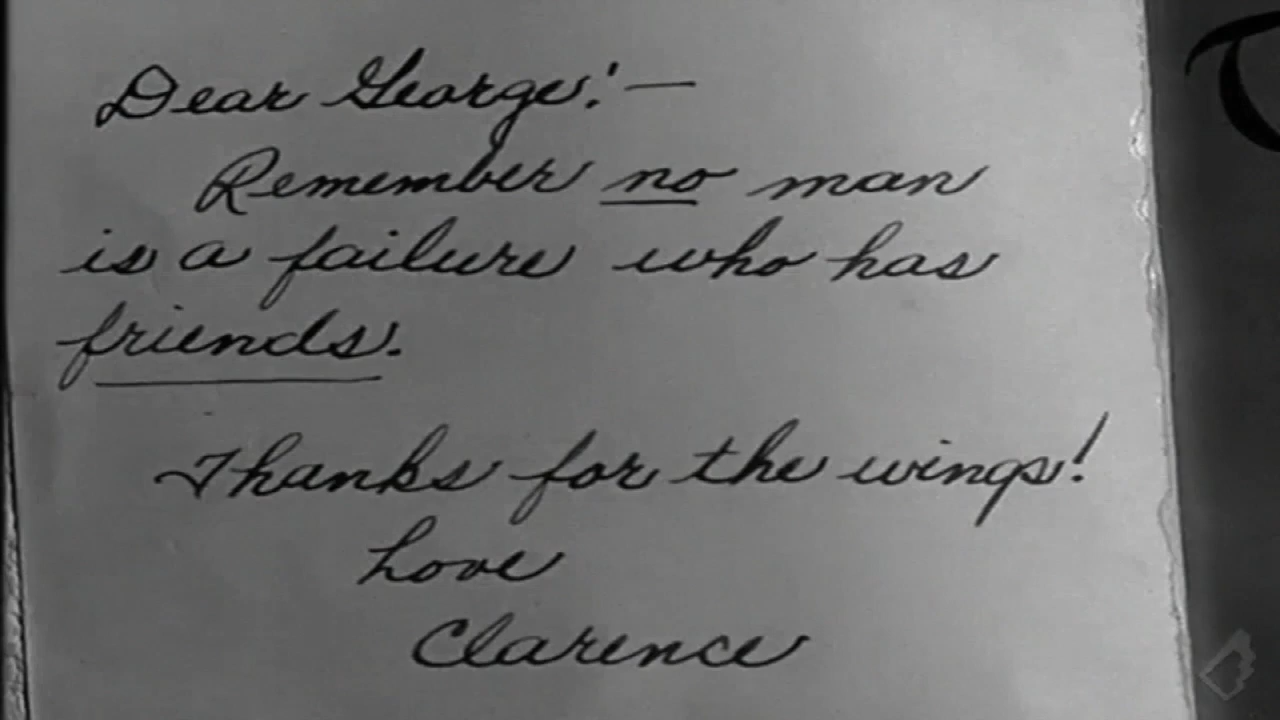 Dear George:—
Remember no man
is a failure who has
friends.
Thanks for the wings!
Love
Clarence